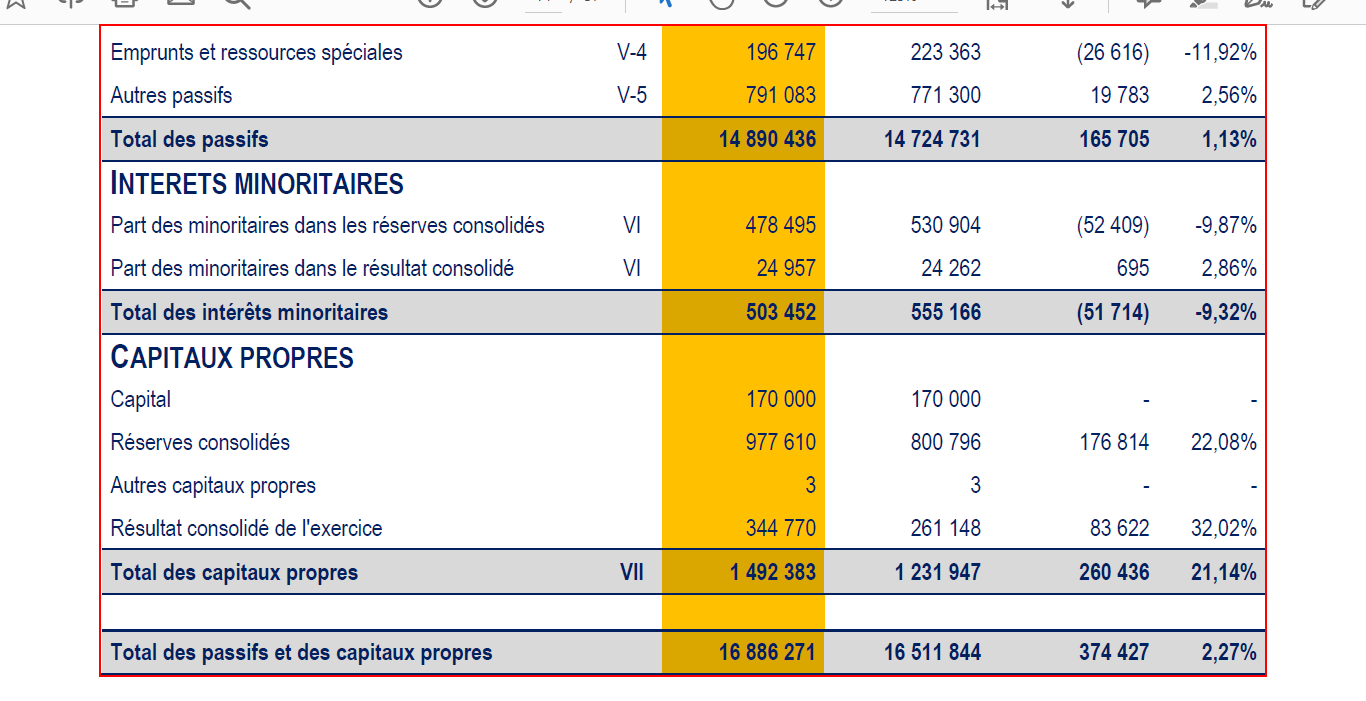 Emprunts et ressources spéciales V-4 196 747 223 363 (26 616) -11,92%
Autres passifs V-5 791 083 771 300 19 783 2,56%
Total des passifs 14 890 436 14 724 731 165 705 1,13%
INTERETS MINORITAIRES
Part des minoritaires dans les réserves consolidés VI 478 495 530 904 (52 409) -9,87%
Part des minoritaires dans le résultat consolidé VI 24 957 24 262 695 2,86%
Total des intérêts minoritaires 503 452 555 166 (51 714) -9,32%
CAPITAUX PROPRES
Capital 170 000 170 000 - -
Réserves consolidés 977 610 800 796 176 814 22,08%
Autres capitaux propres 3 3 - -
Résultat consolidé de l'exercice 344 770 261 148 83 622 32,02%
Total des capitaux propres VII 1 492 383 1 231 947 260 436 21,14%
Total des passifs et des capitaux propres 16 886 271 16 511 844 374 427 2,27%